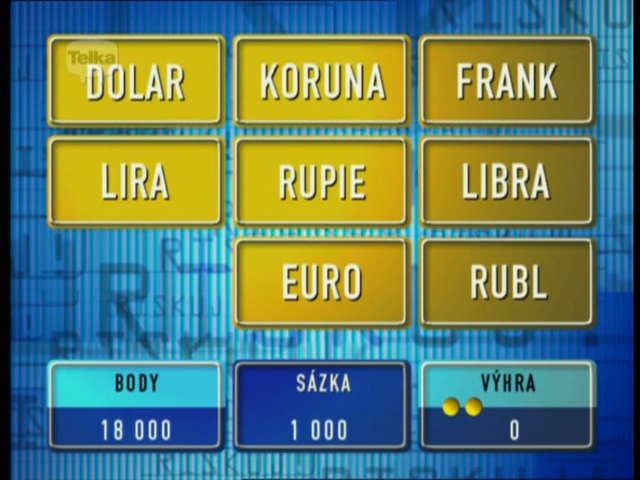 Telka
DOLAR KORUNA FRANK
LIRA RUPIE LIBRA
EURO RUBL
BODY SÁZKA VÝHRA
18 000 1 000 0